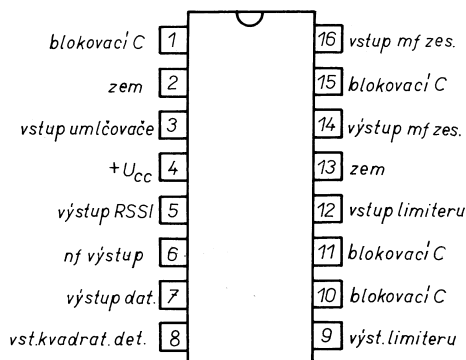 blokovací C 1
zem 2
vstup umlčovače 3
+Ucc 4
výstup RSSI 5
nf výstup 6
výstup dat. 7
vst.kvadrat.det. 8
16 vstup mf zes.
15 blokovací C
14 výstup mf zes.
13 zem
12 vstup limiteru
11 blokovací C
10 blokovací C
9 výst. limiteru